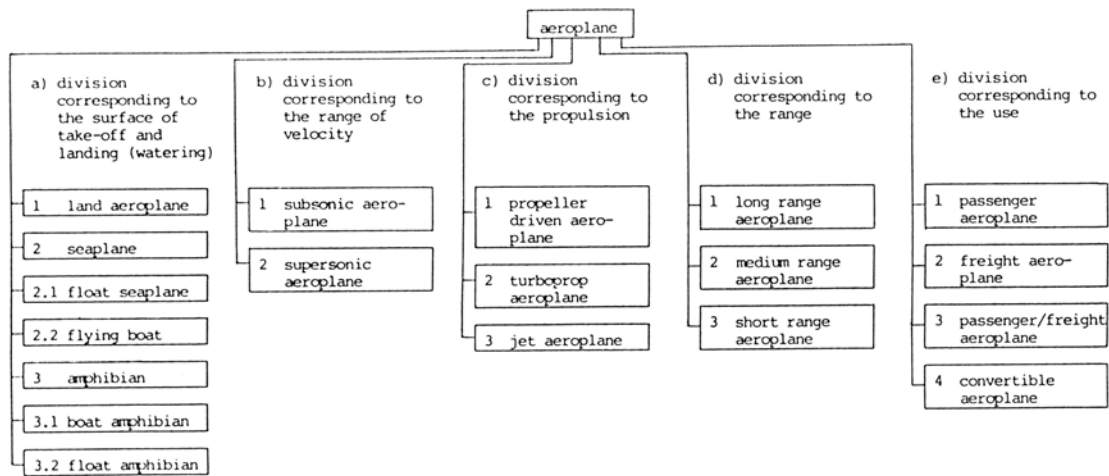 aeroplane
a) division
corresponding to
the surface of
take-off and
landing (watering)
1 land aeroplane
2 seaplane
2.1 float seaplane
2.2 flying boat
3 amphibian
3.1 boat amphibian
3.2 float amphibian
b) division
corresponding to
the range of
velocity
1 subsonic aero-
plane
2 supersonic
aeroplane
c) division
corresponding to
the propulsion
1 propeller
driven aero-
plane
2 turboprop
aeroplane
3 jet aeroplane
d) division
corresponding to
the range
1 long range
aeroplane
2 medium range
aeroplane
3 short range
aeroplane
e) division
corresponding to
the use
1 passenger
aeroplane
2 freight aero-
plane
3 passenger/freight
aeroplane
4 convertible
aeroplane